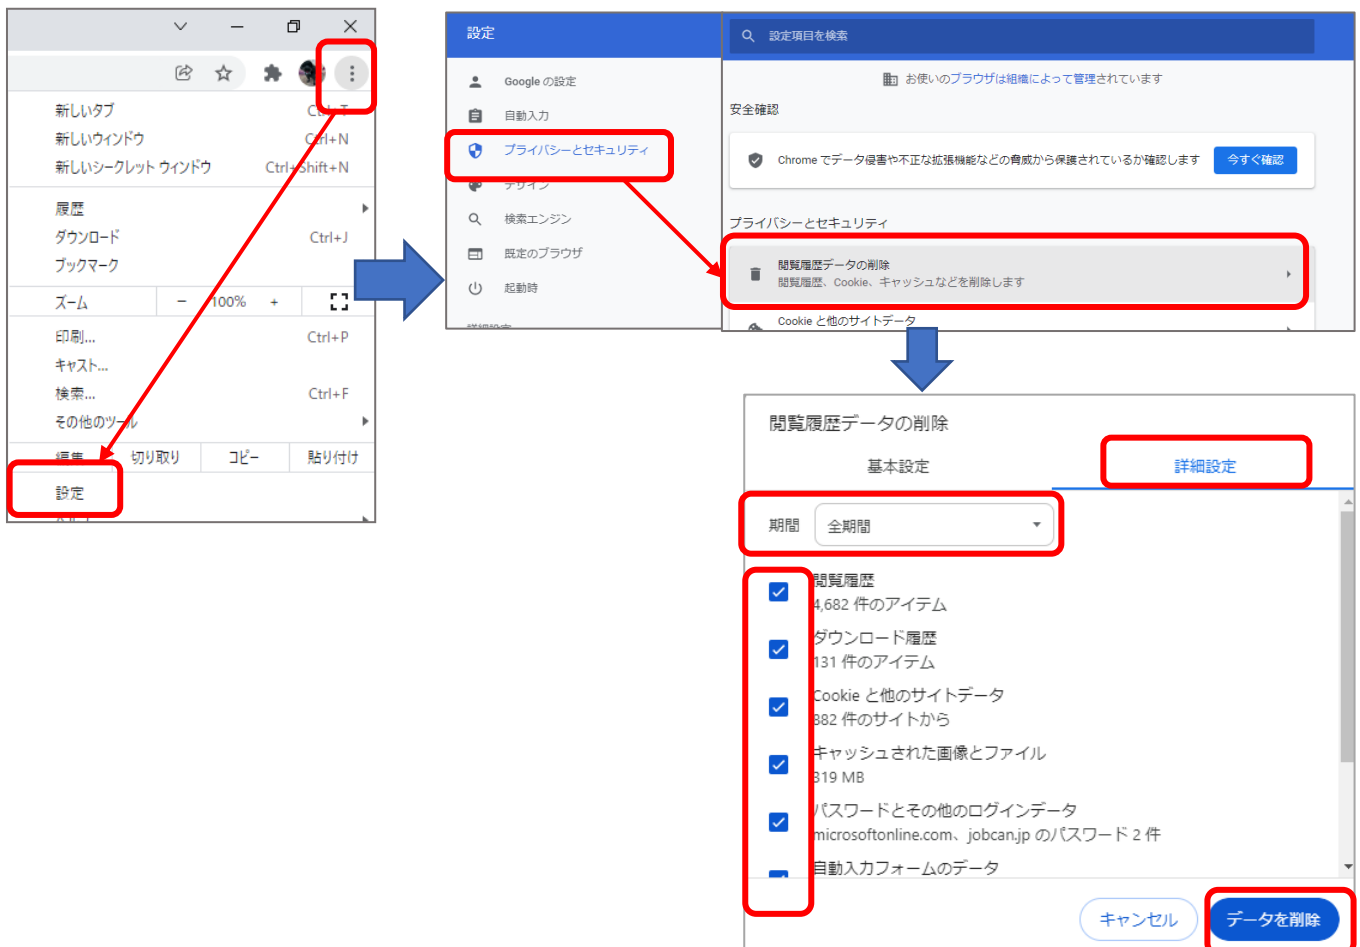 新しいタブ
新しいウィンドウ Ctrl+N
新しいシークレット ウィンドウ Ctrl+Shift+N
履歴
ダウンロード Ctrl+J
ブックマーク
ズーム − 100% +
印刷... Ctrl+P
キャスト...
検索... Ctrl+F
その他のツール
編集 切り取り コピー 貼り付け
設定
設定
Google の設定
自動入力
プライバシーとセキュリティ
デザイン
検索エンジン
既定のブラウザ
起動時
詳細設定
設定項目を検索
お使いのブラウザは組織によって管理されています
安全確認
Chrome でデータ侵害や不正な拡張機能などの脅威から保護されているか確認します 今すぐ確認
プライバシーとセキュリティ
閲覧履歴データの削除
閲覧履歴、Cookie、キャッシュなどを削除します
Cookie と他のサイトデータ
閲覧履歴データの削除
基本設定 詳細設定
期間 全期間
閲覧履歴
4,682 件のアイテム
ダウンロード履歴
131 件のアイテム
Cookie と他のサイトデータ
882 件のサイトから
キャッシュされた画像とファイル
319 MB
パスワードとその他のログインデータ
microsoftonline.com、jobcan.jp のパスワード 2 件
自動入力フォームのデータ
キャンセル データを削除